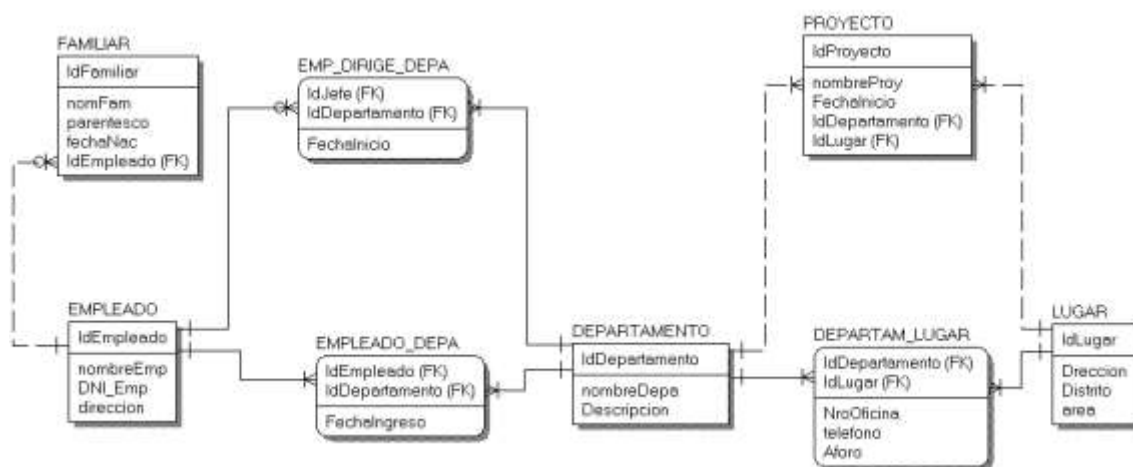 FAMILIAR
IdFamiliar
nomFam
parentesco
fechaNac
IdEmpleado (FK)
EMP_DIRIGE_DEPA
IdJefe (FK)
IdDepartamento (FK)
FechaInicio
PROYECTO
IdProyecto
nombreProy
FechaInicio
IdDepartamento (FK)
IdLugar (FK)
EMPLEADO
IdEmpleado
nombreEmp
DNI_Emp
direccion
EMPLEADO_DEPA
IdEmpleado (FK)
IdDepartamento (FK)
FechaIngreso
DEPARTAMENTO
IdDepartamento
nombreDepa
Descripcion
DEPARTAM_LUGAR
IdDepartamento (FK)
IdLugar (FK)
NroOficina
telefono
Aforo
LUGAR
IdLugar
Dreccion
Distrito
area